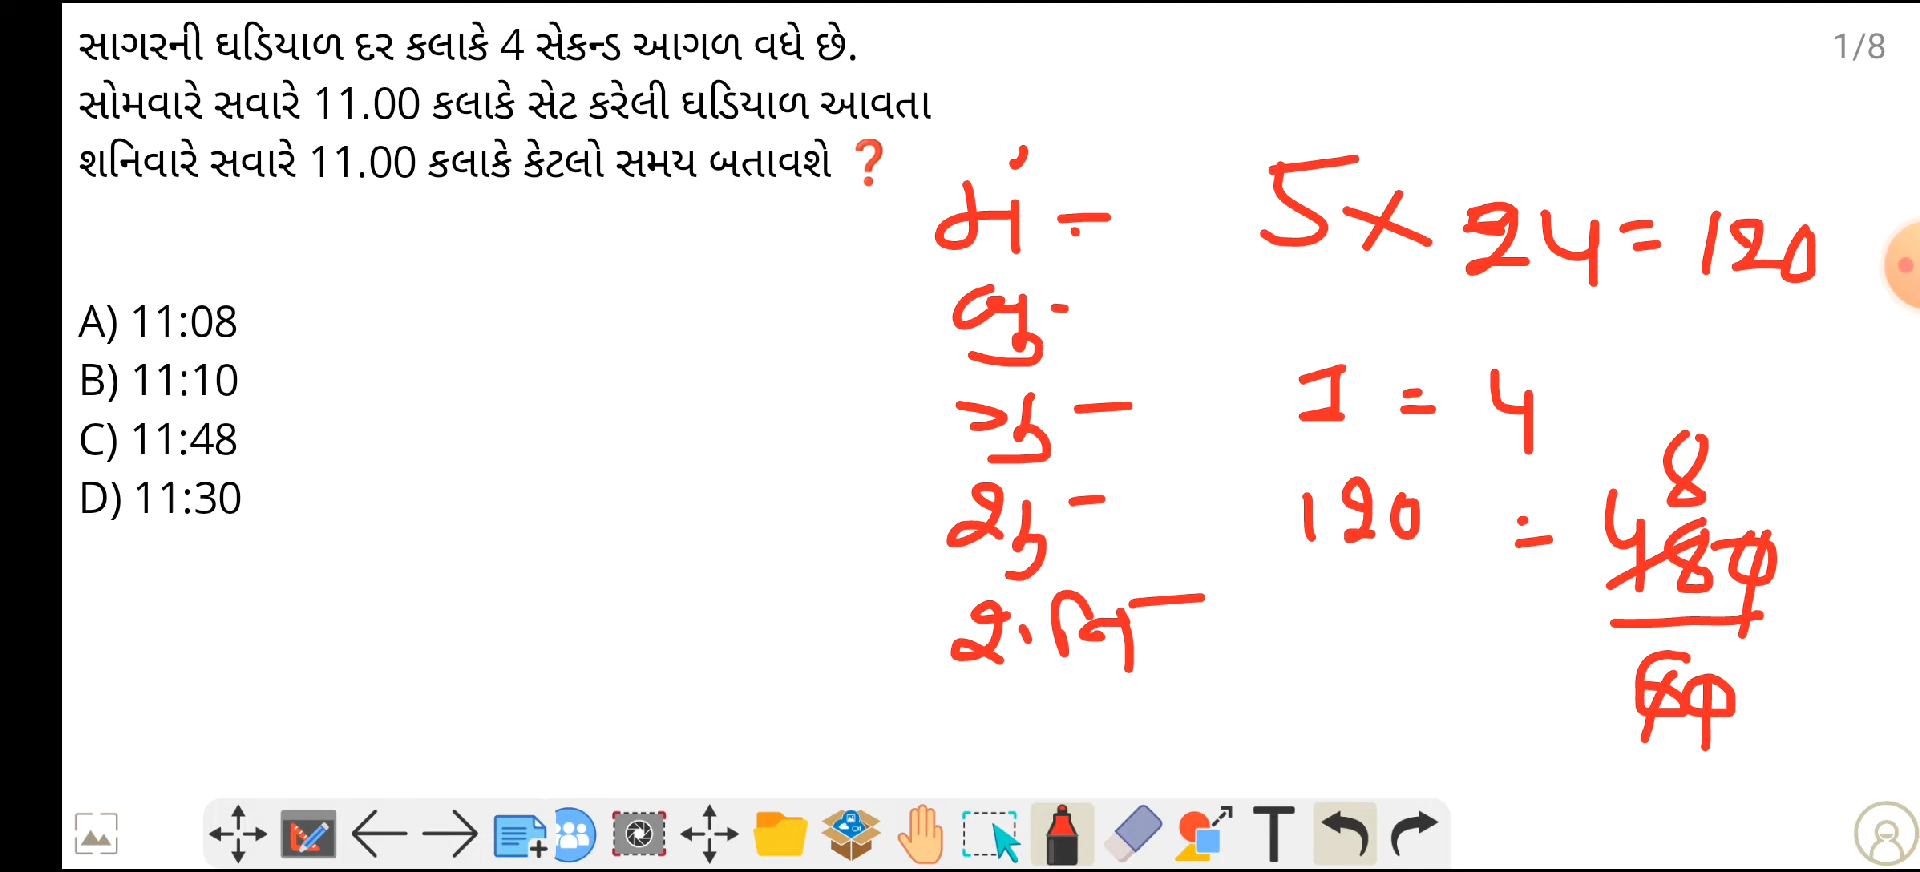 સાગરની ઘડિયાળ દર કલાકે 4 સેકન્ડ આગળ વધે છે.
1/8
સોમવારે સવારે 11.00 કલાકે સેટ કરેલી ઘડિયાળ આવતા
શનિવારે સવારે 11.00 કલાકે કેટલો સમય બતાવશે ❓
મં -
5 × 24 = 120
બુ -
A) 11:08
B) 11:10
C) 11:48
D) 11:30
ગુ -
1 = 4
શુ -
120 = 480
8
60
શનિ -
T